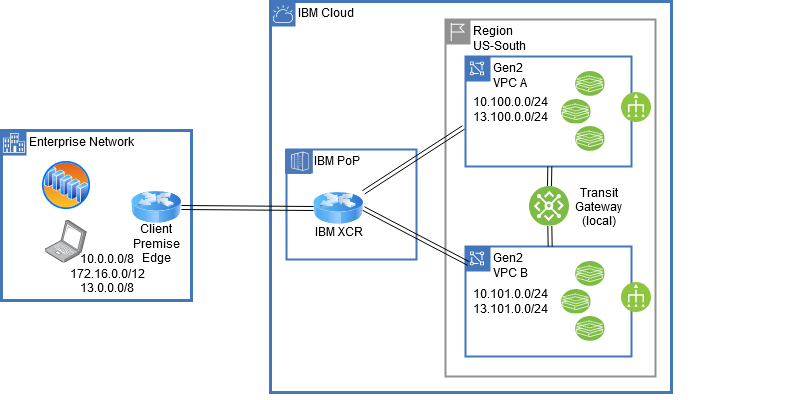 IBM Cloud
Region
US-South
Gen2
VPC A
10.100.0.0/24
13.100.0.0/24
Enterprise Network
IBM PoP
Client
Premise
Edge
IBM XCR
Transit
Gateway
(local)
10.0.0.0/8
172.16.0.0/12
13.0.0.0/8
Gen2
VPC B
10.101.0.0/24
13.101.0.0/24